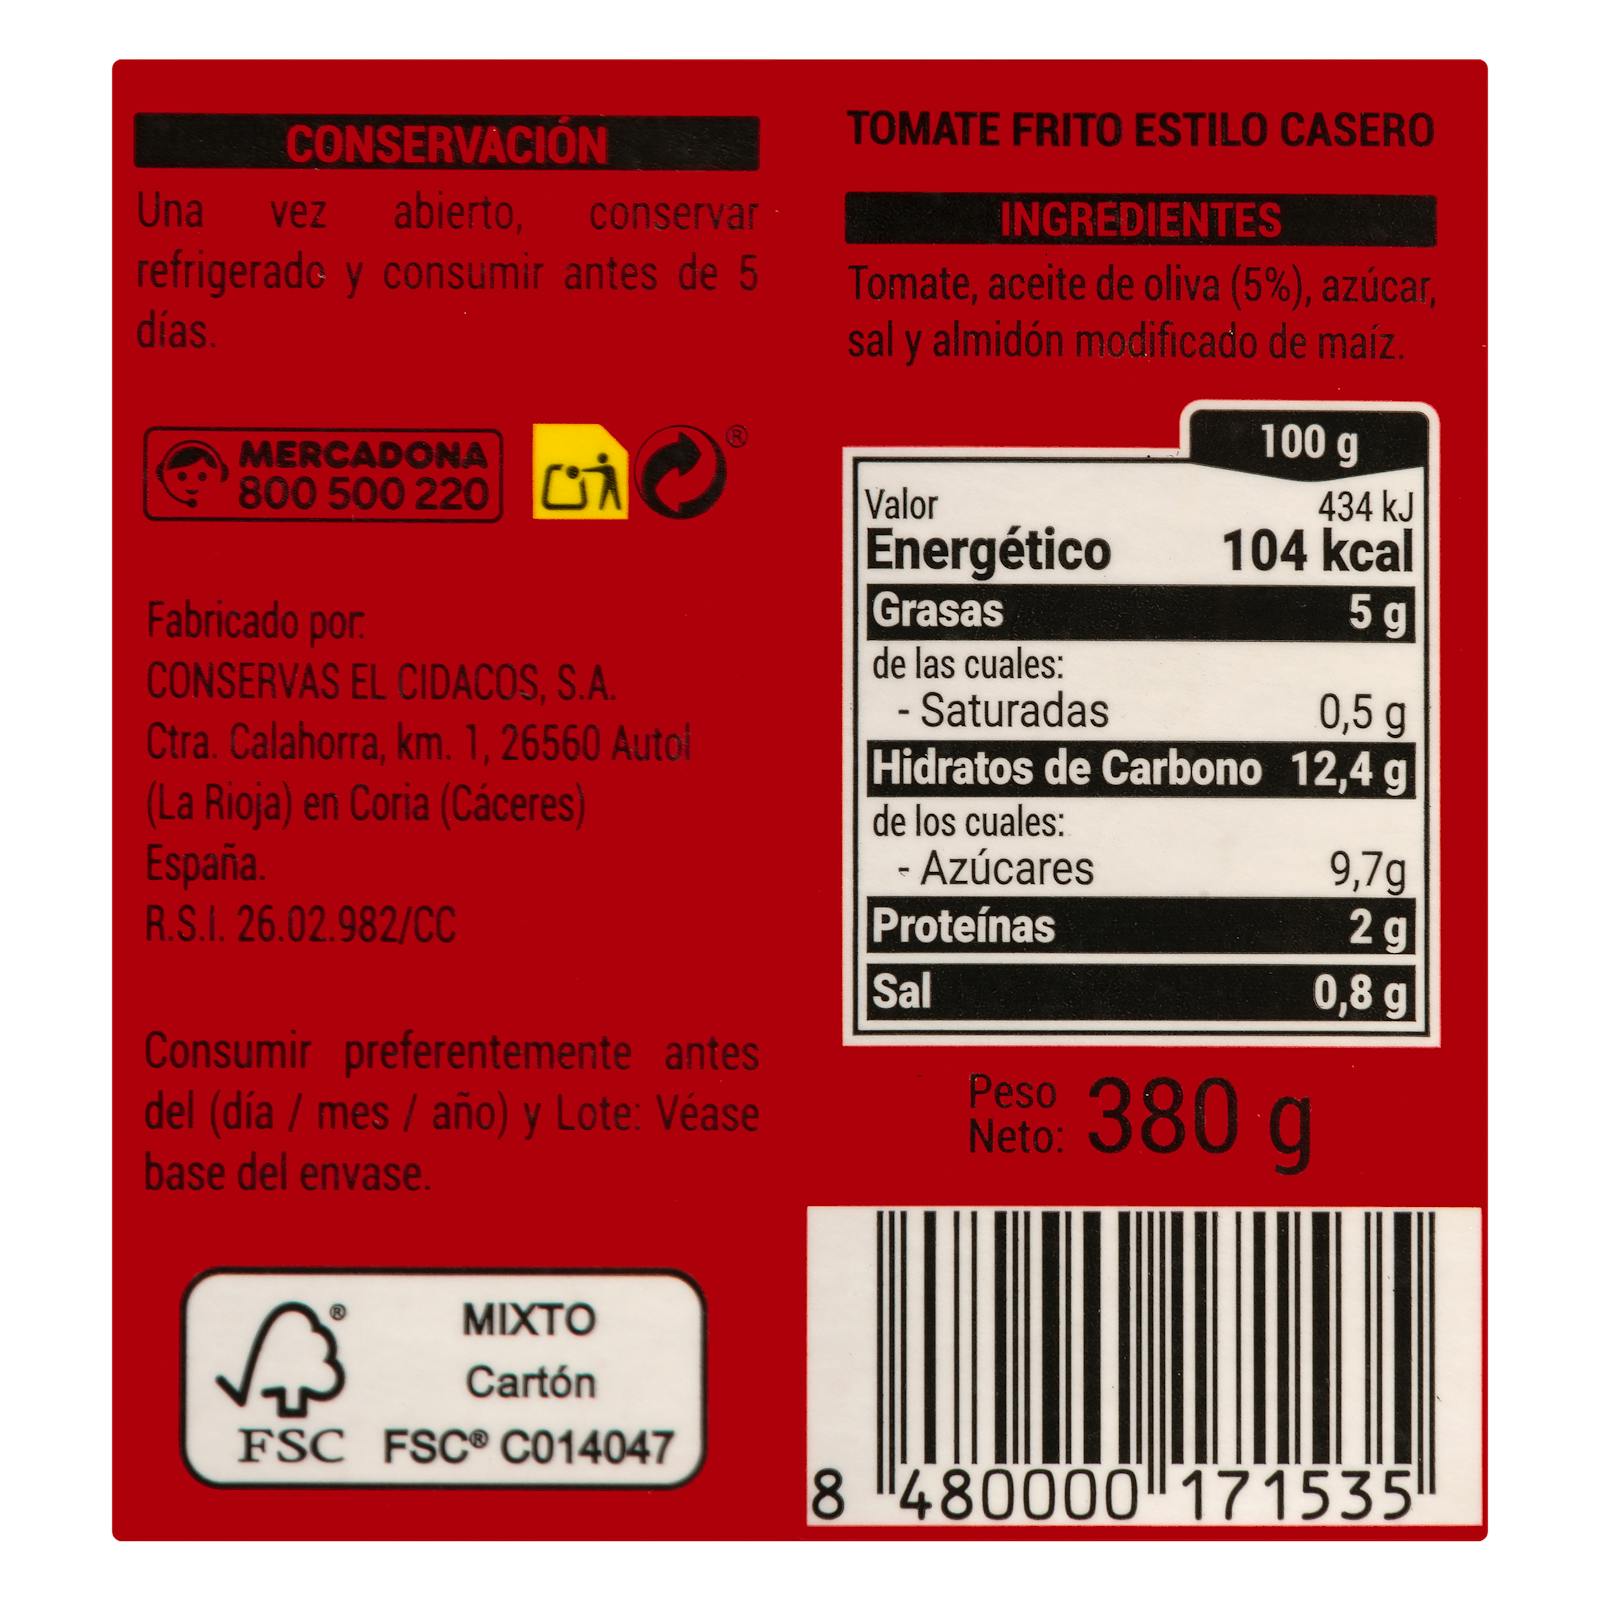 CONSERVACIÓN
Una vez abierto, conservar
refrigerado y consumir antes de 5
días.
MERCADONA
800 500 220
®
Fabricado por:
CONSERVAS EL CIDACOS, S.A.
Ctra. Calahorra, km. 1, 26560 Autol
(La Rioja) en Coria (Cáceres)
España.
R.S.I. 26.02.982/CC
Consumir preferentemente antes
del (día / mes / año) y Lote: Véase
base del envase.
®
FSC
MIXTO
Cartón
FSC® C014047
TOMATE FRITO ESTILO CASERO
INGREDIENTES
Tomate, aceite de oliva (5%), azúcar,
sal y almidón modificado de maíz.
100 g
Valor 434 kJ
Energético 104 kcal
Grasas 5 g
de las cuales:
- Saturadas 0,5 g
Hidratos de Carbono 12,4 g
de los cuales:
- Azúcares 9,7g
Proteínas 2 g
Sal 0,8 g
Peso
Neto: 380 g
8 480000 171535